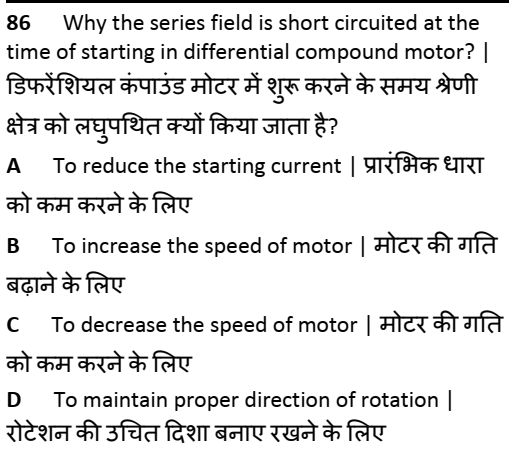 86 Why the series field is short circuited at the
time of starting in differential compound motor? |
डिफरेंशियल कंपाउंड मोटर में शुरू करने के समय श्रेणी
क्षेत्र को लघुपथित क्यों किया जाता है?
A To reduce the starting current | प्रारंभिक धारा
को कम करने के लिए
B To increase the speed of motor | मोटर की गति
बढ़ाने के लिए
C To decrease the speed of motor | मोटर की गति
को कम करने के लिए
D To maintain proper direction of rotation |
रोटेशन की उचित दिशा बनाए रखने के लिए